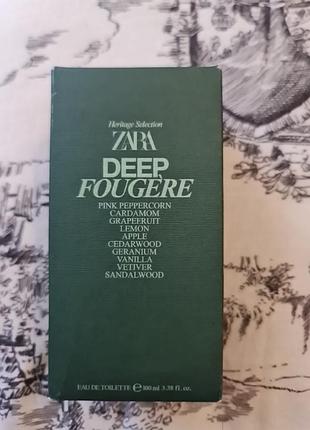 Heritage Selection
ZARA
DEEP
FOUGÈRE
PINK PEPPERCORN
CARDAMOM
GRAPEFRUIT
LEMON
APPLE
CEDARWOOD
GERANIUM
VANILLA
VETIVER
SANDALWOOD
EAU DE TOILETTE ℮ 100 ml 3.38 fl. oz.